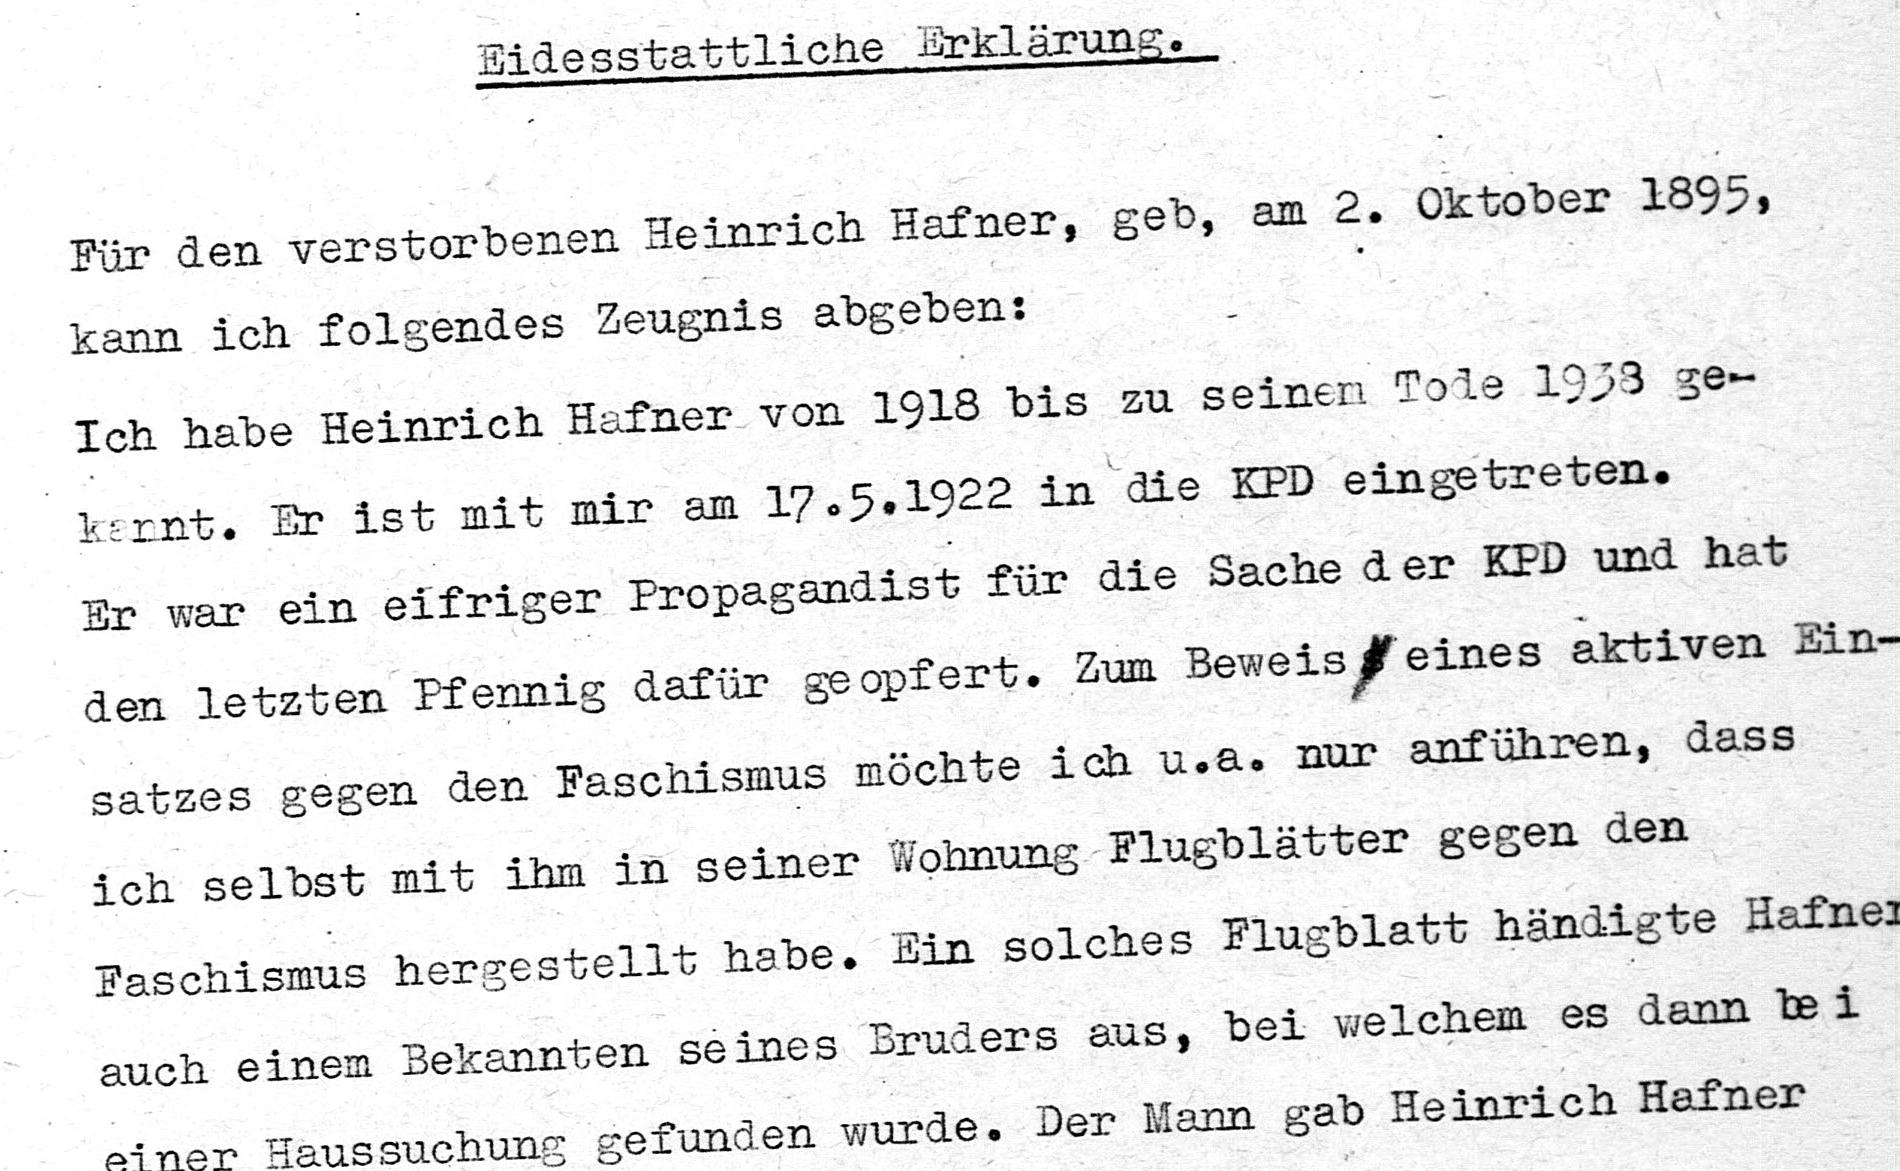 Eidesstattliche Erklärung.
Für den verstorbenen Heinrich Hafner, geb, am 2. Oktober 1895,
kann ich folgendes Zeugnis abgeben:
Ich habe Heinrich Hafner von 1918 bis zu seinem Tode 1938 ge-
kannt. Er ist mit mir am 17.5.1922 in die KPD eingetreten.
Er war ein eifriger Propagandist für die Sache der KPD und hat
den letzten Pfennig dafür geopfert. Zum Beweis eines aktiven Ein-
satzes gegen den Faschismus möchte ich u.a. nur anführen, dass
ich selbst mit ihm in seiner Wohnung Flugblätter gegen den
Faschismus hergestellt habe. Ein solches Flugblatt händigte Hafner
auch einem Bekannten seines Bruders aus, bei welchem es dann bei
einer Haussuchung gefunden wurde. Der Mann gab Heinrich Hafner